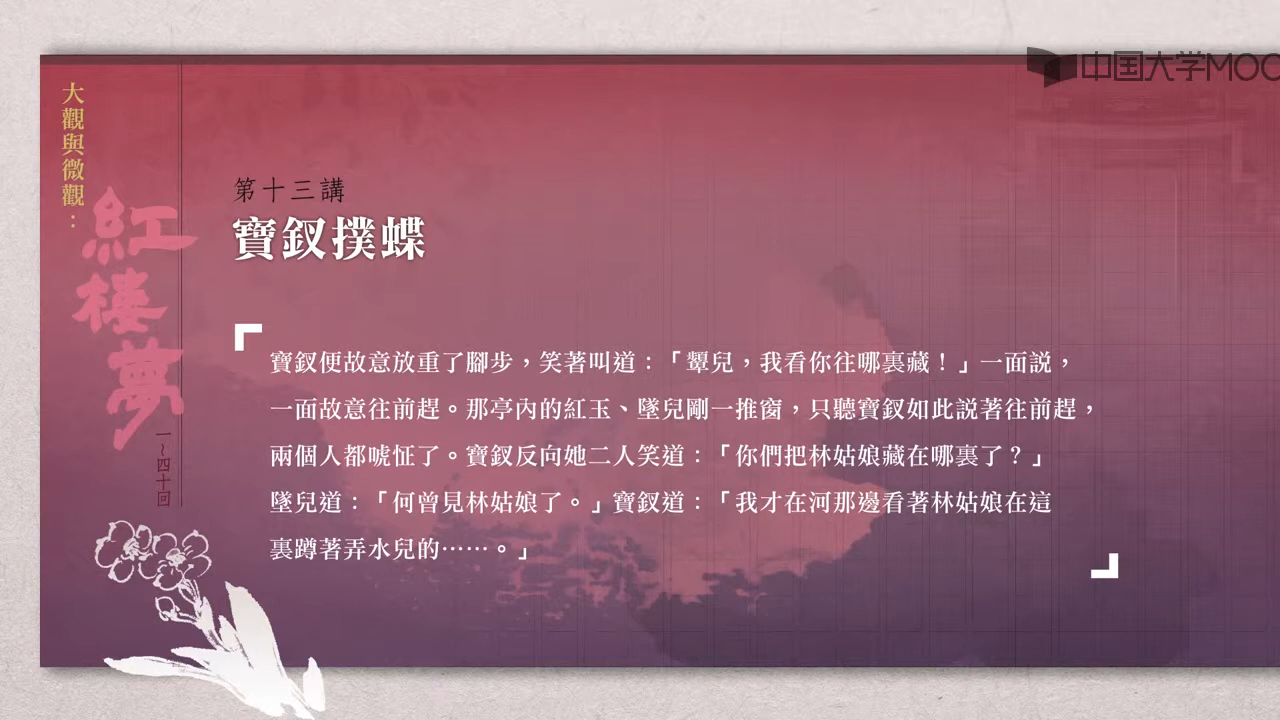 大觀與微觀：
紅樓夢
一～四十回
中国大学MOOC
第十三講
寶釵撲蝶
寶釵便故意放重了腳步，笑著叫道：「顰兒，我看你往哪裏藏！」一面説，
一面故意往前趕。那亭內的紅玉、墜兒剛一推窗，只聽寶釵如此説著往前趕，
兩個人都唬怔了。寶釵反向她二人笑道：「你們把林姑娘藏在哪裏了？」
墜兒道：「何曾見林姑娘了。」寶釵道：「我才在河那邊看著林姑娘在這
裏蹲著弄水兒的……。」